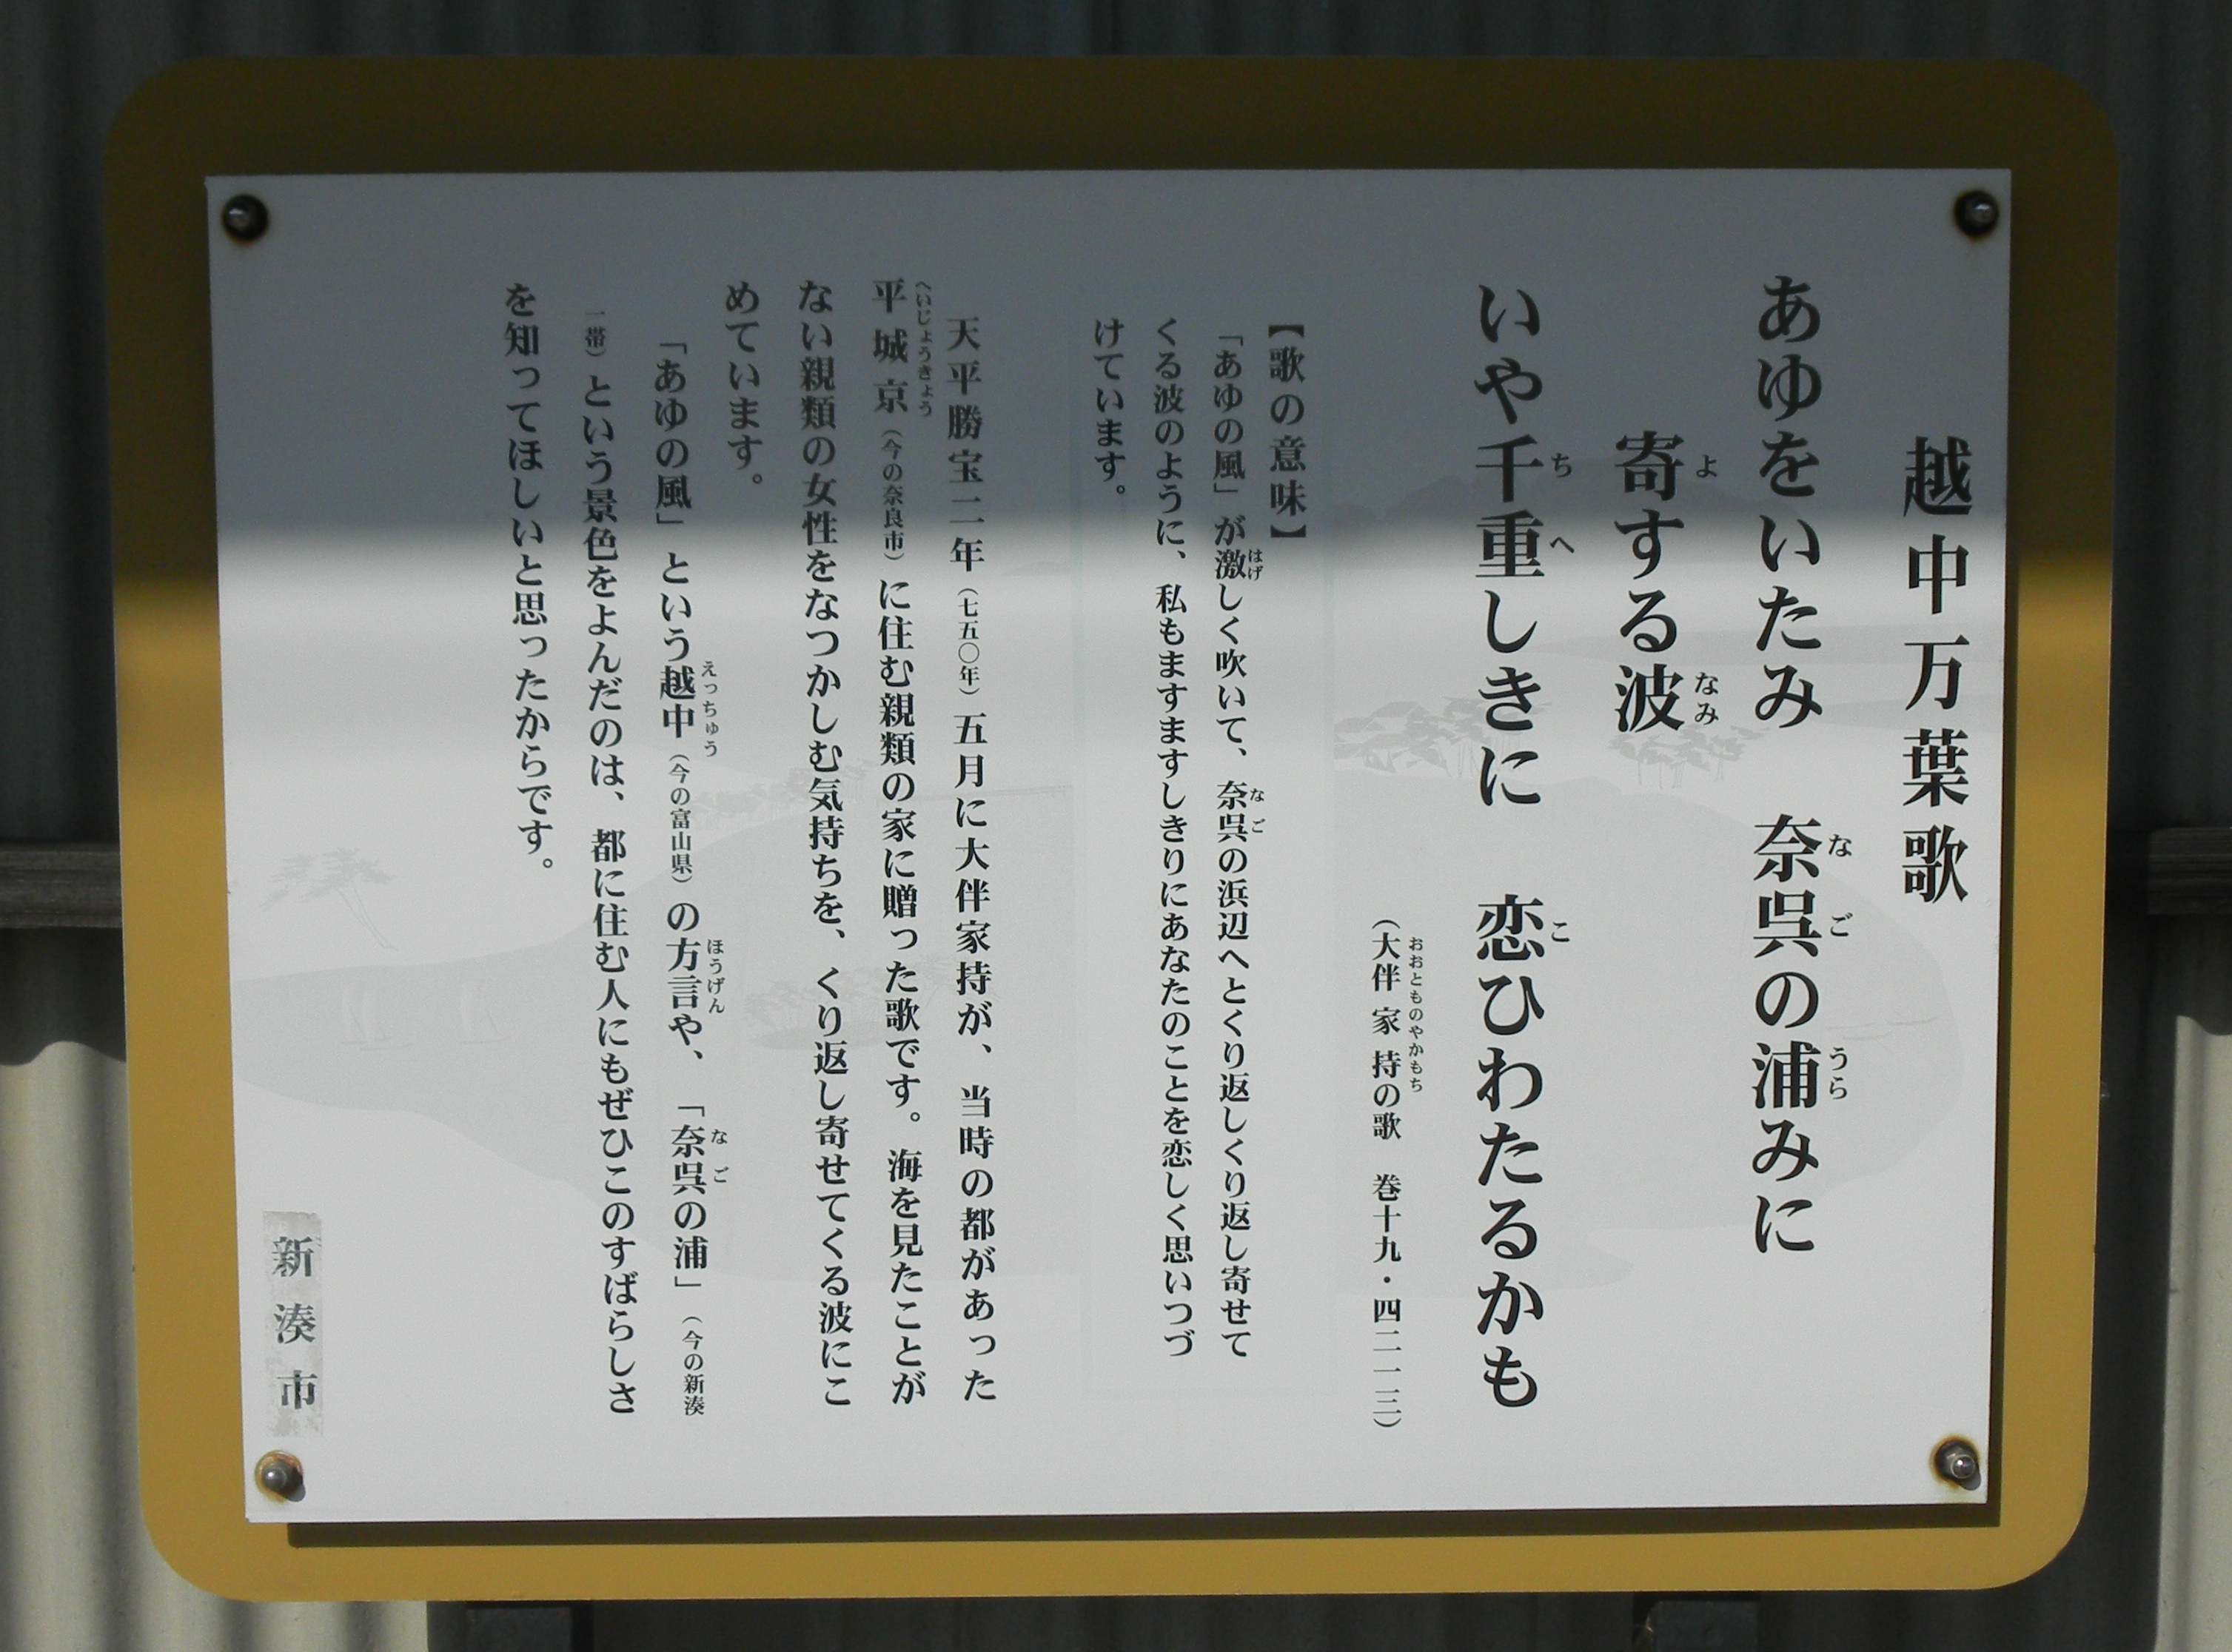 越中万葉歌
あゆをいたみ 奈呉の浦みに
寄する波
いや千重しきに 恋ひわたるかも
（大伴家持の歌 巻十九・四二一三）
【歌の意味】
「あゆの風」が激しく吹いて、奈呉の浜辺へとくり返しくり返し寄せて
くる波のように、私もますますしきりにあなたのことを恋しく思いつづ
けています。
天平勝宝二年（七五〇年）五月に大伴家持が、当時の都があった
平城京（今の奈良市）に住む親類の家に贈った歌です。海を見たことが
ない親類の女性をなつかしむ気持ちを、くり返し寄せてくる波にこ
めています。
「あゆの風」という越中（今の富山県）の方言や、「奈呉の浦」（今の新湊
一帯）という景色をよんだのは、都に住む人にもぜひこのすばらしさ
を知ってほしいと思ったからです。
新湊市